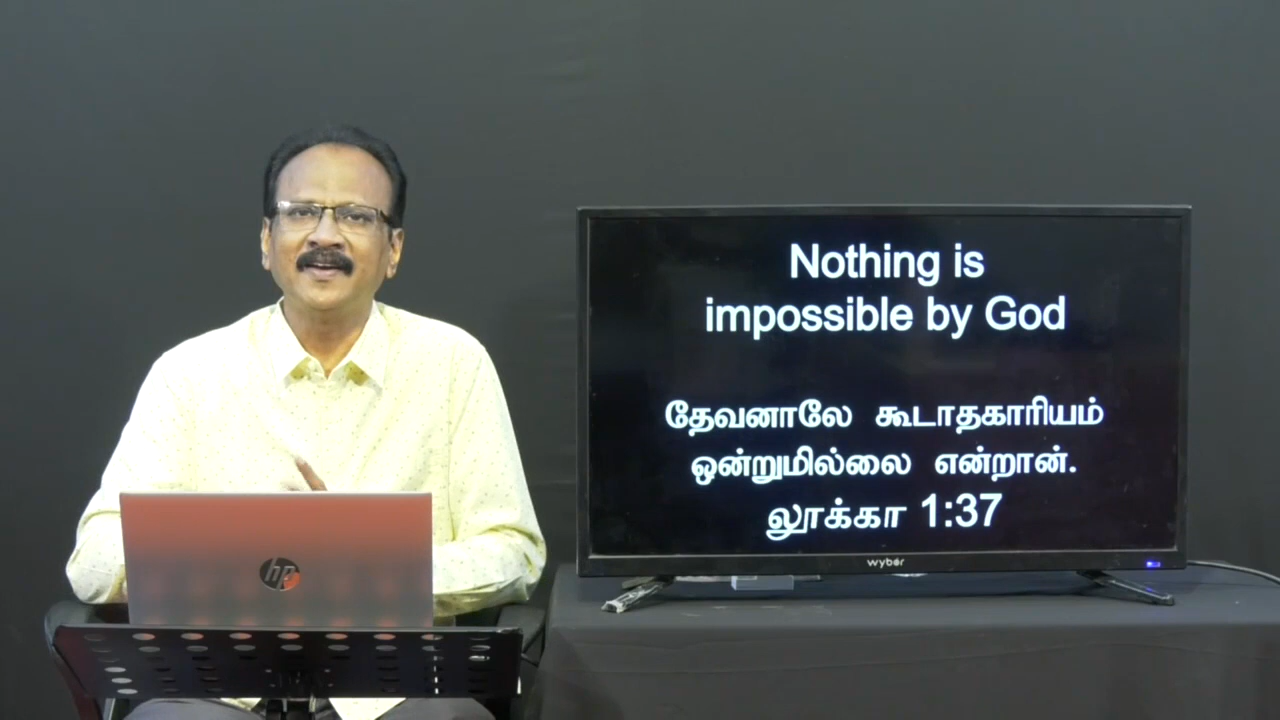 Nothing is
impossible by God
தேவனாலே கூடாதகாரியம்
ஒன்றுமில்லை என்றான்.
லூக்கா 1:37
wybor
hp